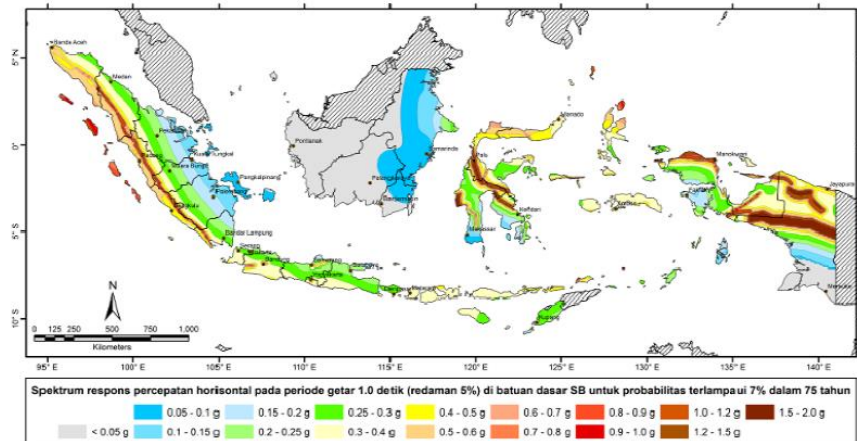 Banda Aceh
Medan
Manado
Pontianak
Samarinda
Palu
Manokwari
Jayapura
Padang
Muara Bungo
Pangkalpinang
Banjarmasin
Kendari
Makassar
Bandar Lampung
Serang
Bandung
Kupang
Merauke
5°N
0°
5°S
10°S
N
0 125 250 500 750 1,000
Kilometers
95°E 100°E 105°E 110°E 115°E 120°E 125°E 130°E 135°E 140°E
Spektrum respons percepatan horisontal pada periode getar 1.0 detik (redaman 5%) di batuan dasar SB untuk probabilitas terlampaui 7% dalam 75 tahun
0.05 - 0.1 g 0.15 - 0.2 g 0.25 - 0.3 g 0.4 - 0.5 g 0.6 - 0.7 g 0.8 - 0.9 g 1.0 - 1.2 g 1.5 - 2.0 g
< 0.05 g 0.1 - 0.15 g 0.2 - 0.25 g 0.3 - 0.4 g 0.5 - 0.6 g 0.7 - 0.8 g 0.9 - 1.0 g 1.2 - 1.5 g